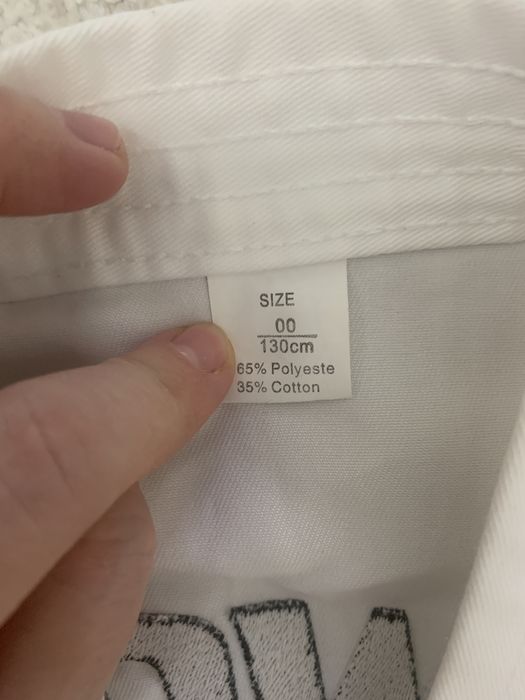 SIZE
00
130cm
65% Polyeste
35% Cotton